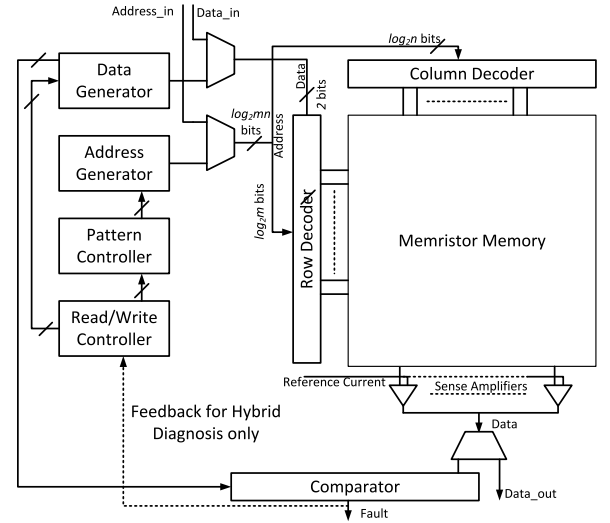 Address_in
Data_in
log₂n bits
Data
Generator
Column Decoder
Data
2 bits
log₂mn
bits
Address
Address
Generator
log₂m bits
Row Decoder
Memristor Memory
Pattern
Controller
Read/Write
Controller
Reference Current
Sense Amplifiers
Feedback for Hybrid
Diagnosis only
Data
Comparator
Data_out
Fault